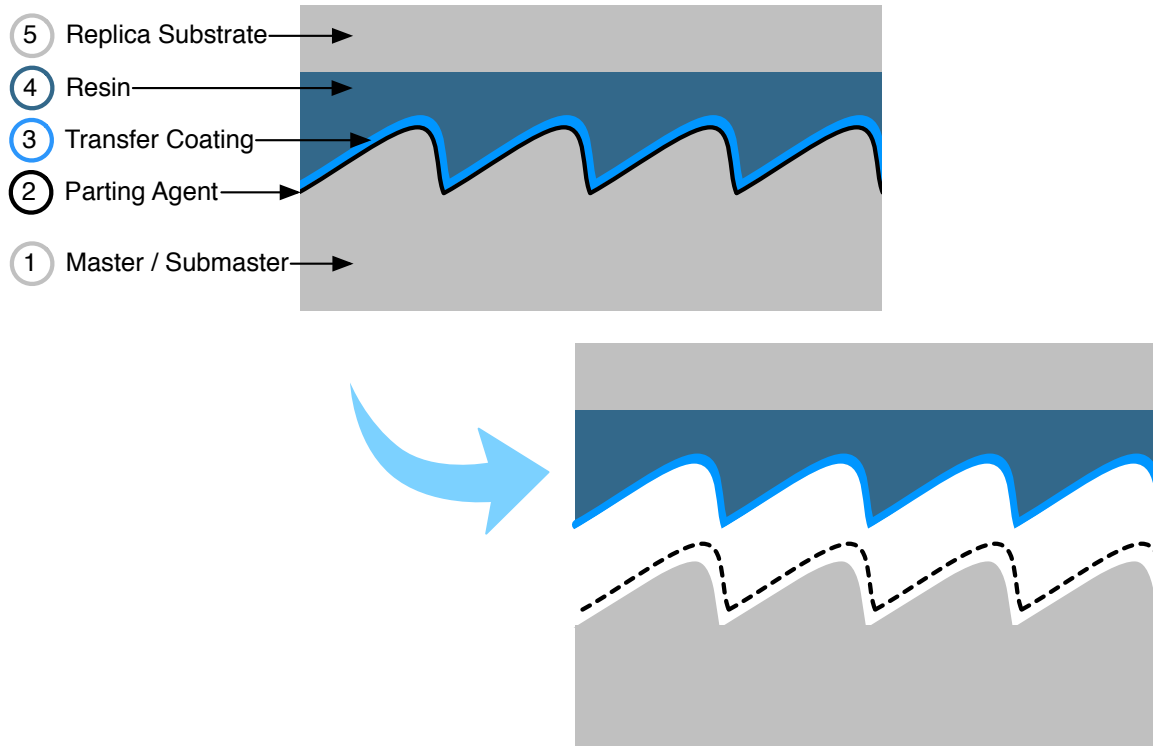 5 Replica Substrate
4 Resin
3 Transfer Coating
2 Parting Agent
1 Master / Submaster